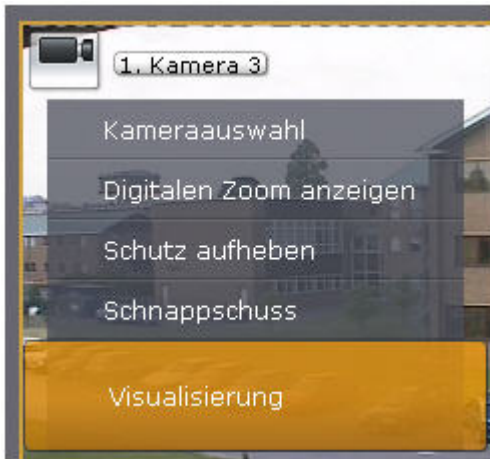 1. Kamera 3
Kameraauswahl
Digitalen Zoom anzeigen
Schutz aufheben
Schnappschuss
Visualisierung